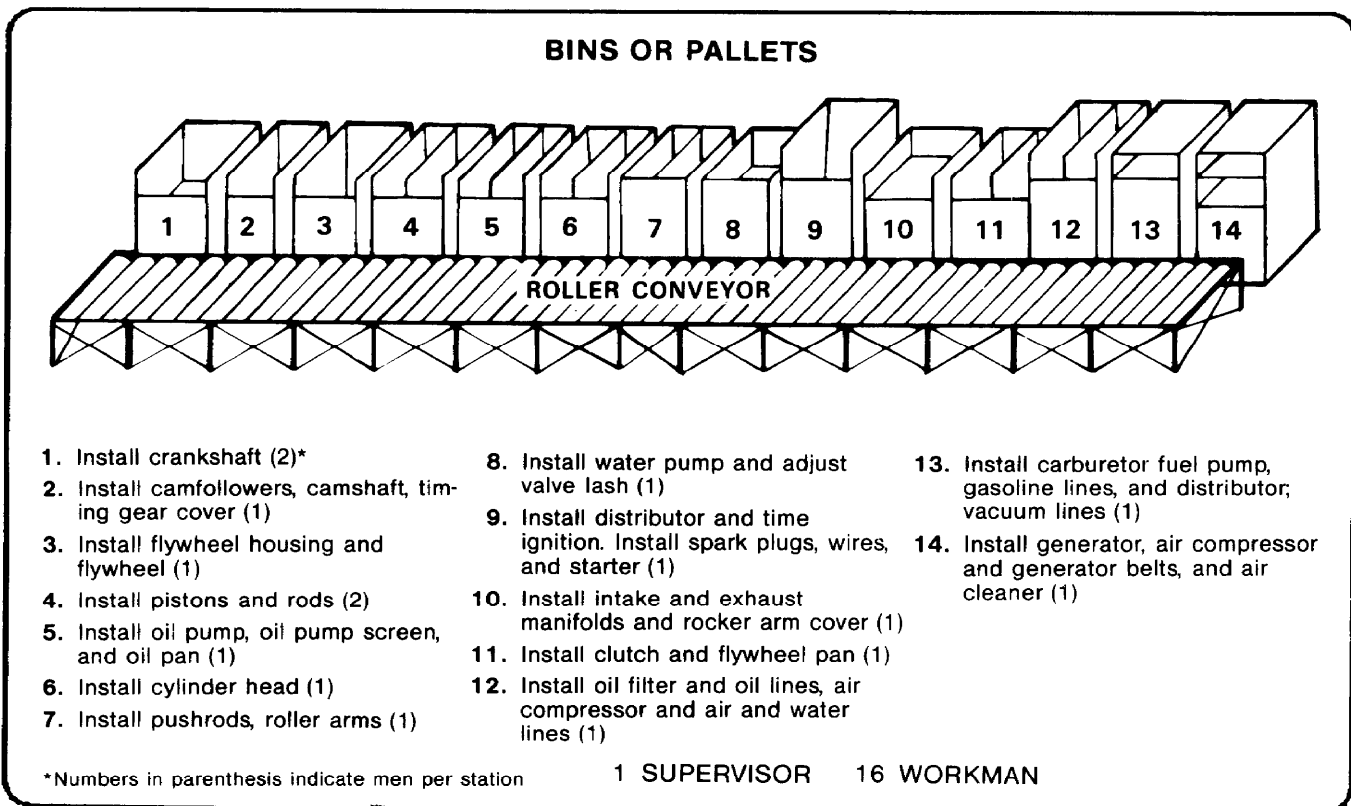 BINS OR PALLETS
1 2 3 4 5 6 7 8 9 10 11 12 13 14
ROLLER CONVEYOR
1. Install crankshaft (2)*
2. Install camfollowers, camshaft, tim-
ing gear cover (1)
3. Install flywheel housing and
flywheel (1)
4. Install pistons and rods (2)
5. Install oil pump, oil pump screen,
and oil pan (1)
6. Install cylinder head (1)
7. Install pushrods, roller arms (1)
8. Install water pump and adjust
valve lash (1)
9. Install distributor and time
ignition. Install spark plugs, wires,
and starter (1)
10. Install intake and exhaust
manifolds and rocker arm cover (1)
11. Install clutch and flywheel pan (1)
12. Install oil filter and oil lines, air
compressor and air and water
lines (1)
13. Install carburetor fuel pump,
gasoline lines, and distributor;
vacuum lines (1)
14. Install generator, air compressor
and generator belts, and air
cleaner (1)
*Numbers in parenthesis indicate men per station
1 SUPERVISOR 16 WORKMAN